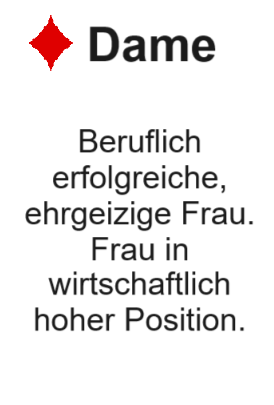 Dame
Beruflich
erfolgreiche,
ehrgeizige Frau.
Frau in
wirtschaftlich
hoher Position.